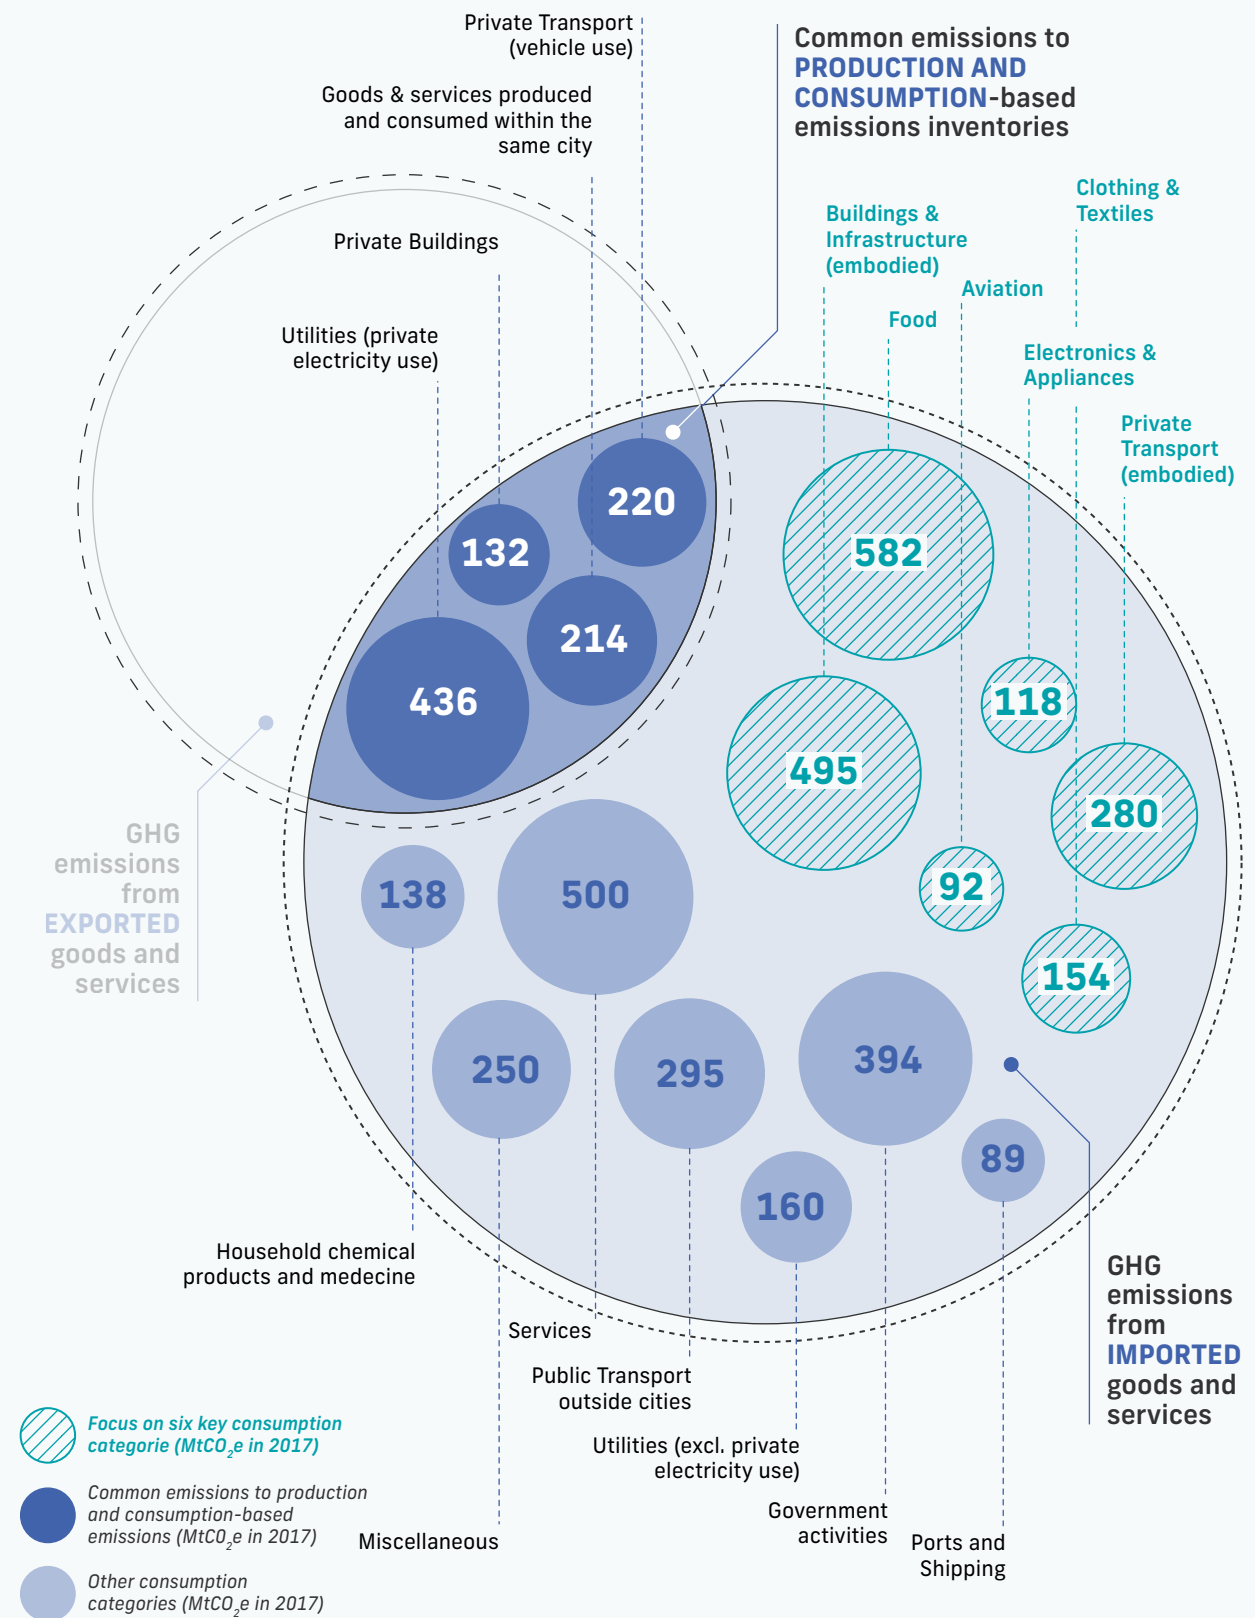 Private Transport
(vehicle use)
Goods & services produced
and consumed within the
same city
Private Buildings
Utilities (private
electricity use)
Common emissions to
PRODUCTION AND
CONSUMPTION-based
emissions inventories
Clothing &
Textiles
Buildings &
Infrastructure
(embodied)
Aviation
Food
Electronics &
Appliances
Private
Transport
(embodied)
220
132
214
436
582
118
495
280
92
154
GHG
emissions
from
EXPORTED
goods and
services
138
500
250
295
394
160
89
Household chemical
products and medecine
Services
Public Transport
outside cities
Utilities (excl. private
electricity use)
Government
activities
Miscellaneous
Ports and
Shipping
GHG
emissions
from
IMPORTED
goods and
services
Focus on six key consumption
categorie (MtCO2e in 2017)
Common emissions to production
and consumption-based
emissions (MtCO2e in 2017)
Other consumption
categories (MtCO2e in 2017)